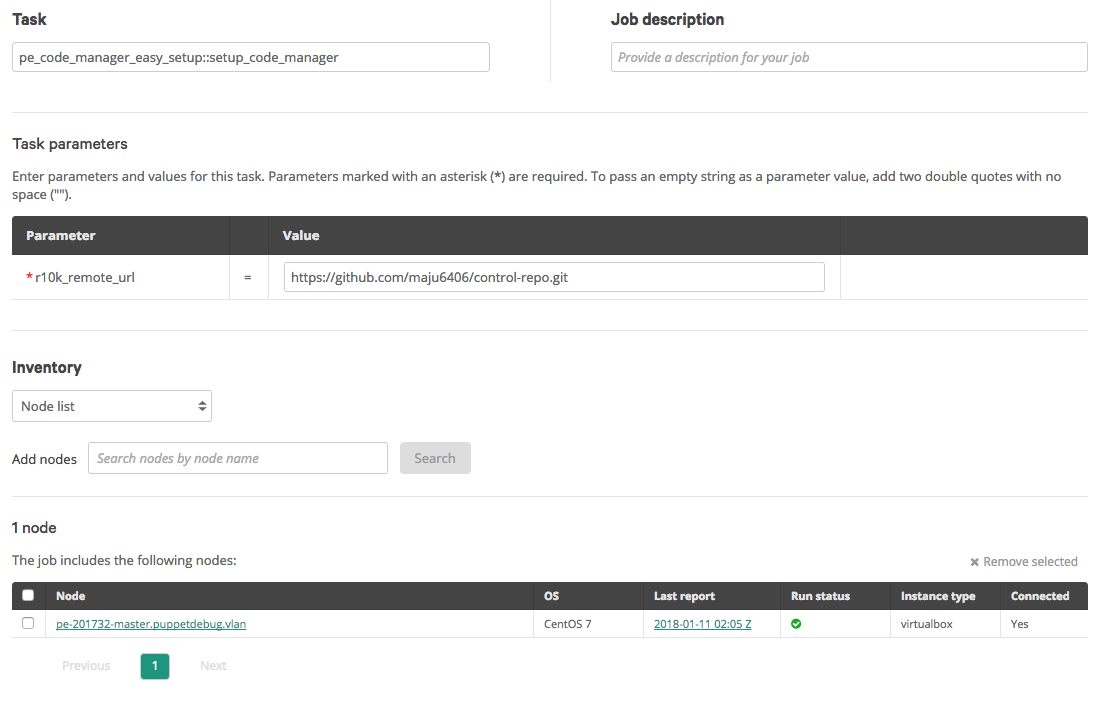 Task
Job description
pe_code_manager_easy_setup::setup_code_manager
Provide a description for your job
Task parameters
Enter parameters and values for this task. Parameters marked with an asterisk (*) are required. To pass an empty string as a parameter value, add two double quotes with no
space ("").
Parameter Value
*r10k_remote_url = https://github.com/maju6406/control-repo.git
Inventory
Node list
Add nodes Search nodes by node name Search
1 node
The job includes the following nodes:
✖ Remove selected
Node OS Last report Run status Instance type Connected
pe-201732-master.puppetdebug.vlan CentOS 7 2018-01-11 02:05 Z virtualbox Yes
Previous 1 Next